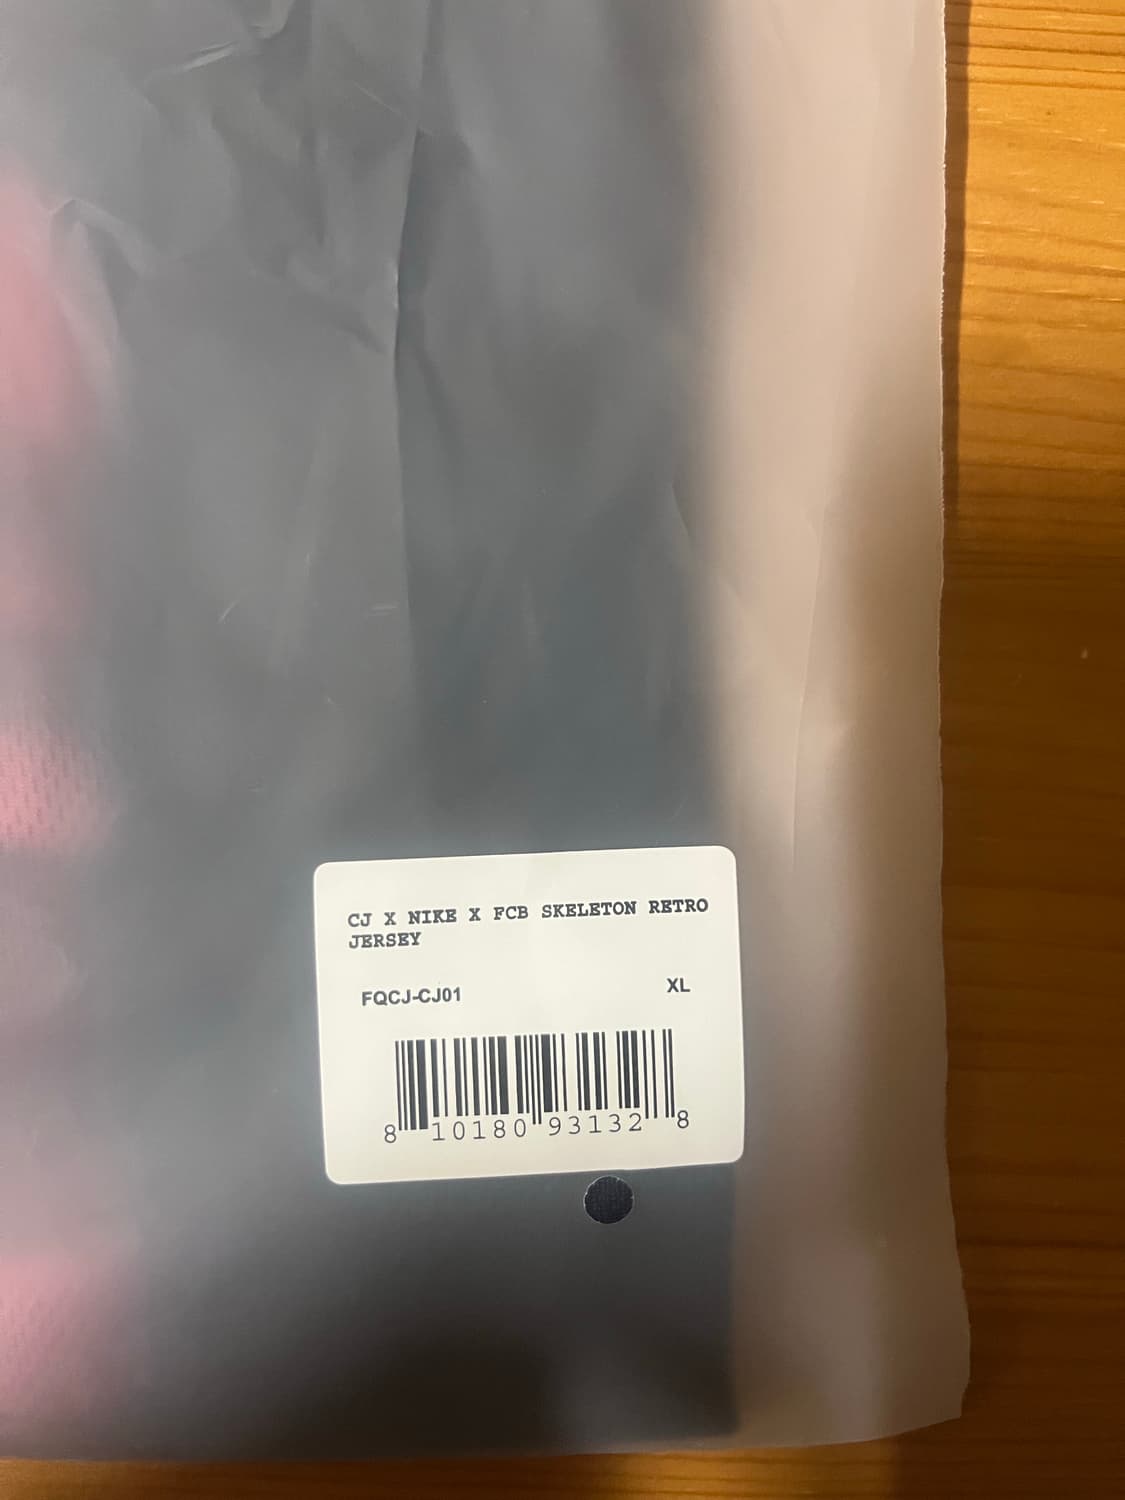 CJ X NIKE X FCB SKELETON RETRO
JERSEY
FQCJ-CJ01 XL
8 10180 93132 8